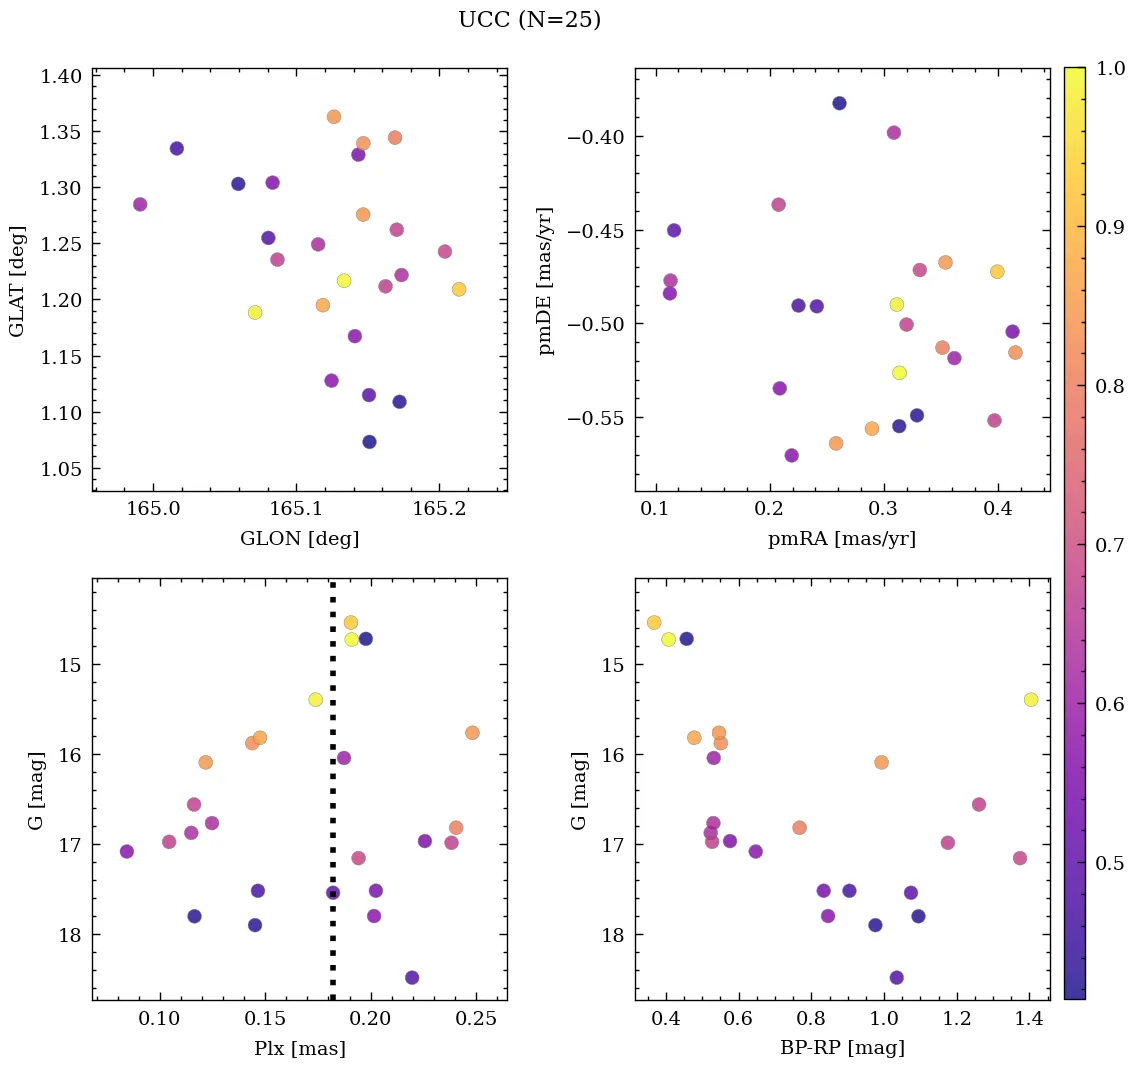 UCC (N=25)
1.40
1.35
1.30
1.25
1.20
1.15
1.10
1.05
GLAT [deg]
165.0 165.1 165.2
GLON [deg]
−0.40
−0.45
−0.50
−0.55
pmDE [mas/yr]
0.1 0.2 0.3 0.4
pmRA [mas/yr]
15
16
17
18
G [mag]
0.10 0.15 0.20 0.25
Plx [mas]
15
16
17
18
G [mag]
0.4 0.6 0.8 1.0 1.2 1.4
BP-RP [mag]
1.0
0.9
0.8
0.7
0.6
0.5